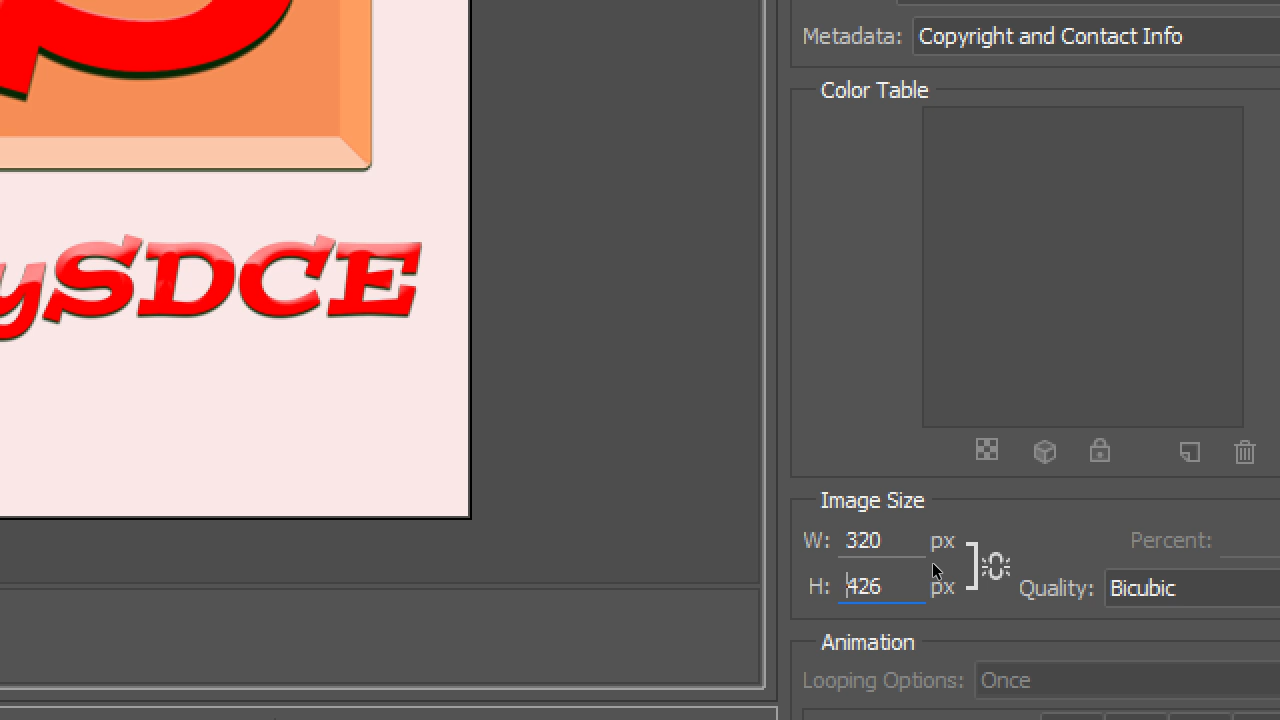 Metadata: Copyright and Contact Info
Color Table
ySDCE
Image Size
W: 320 px Percent:
H: 426 px Quality: Bicubic
Animation
Looping Options: Once